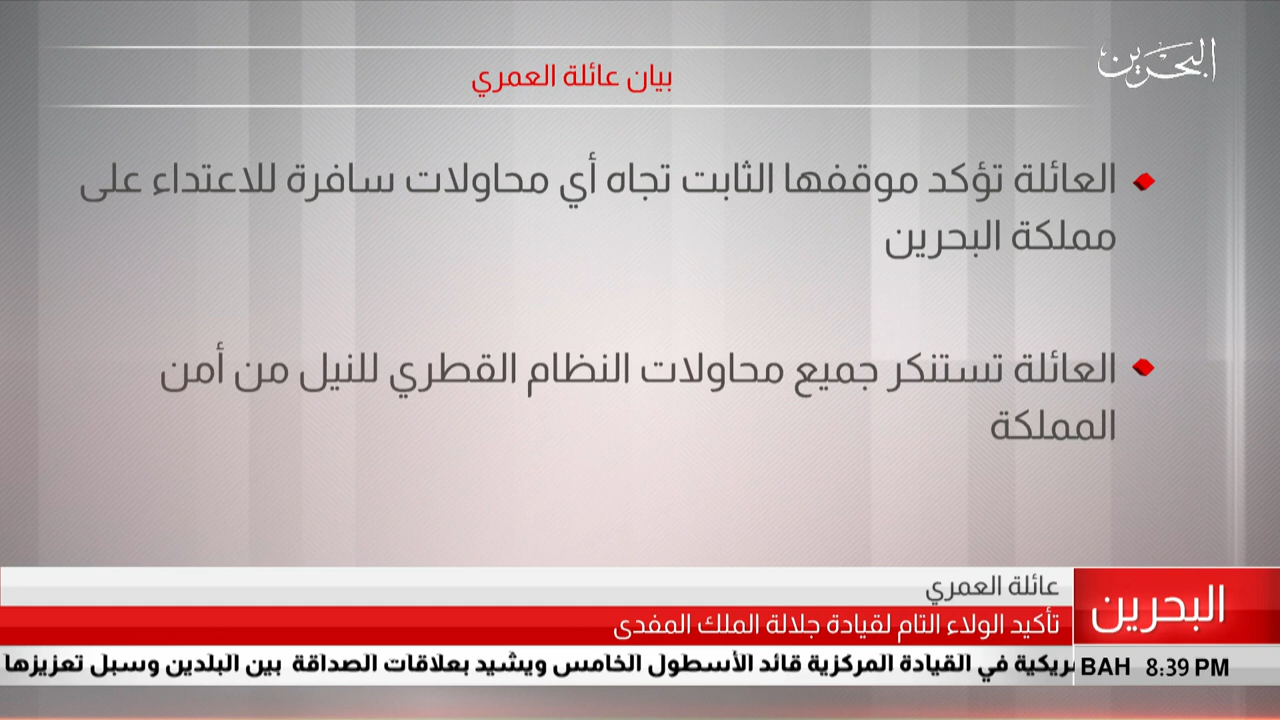 البحرين
بيان عائلة العمري
العائلة تؤكد موقفها الثابت تجاه أي محاولات سافرة للاعتداء على
مملكة البحرين
العائلة تستنكر جميع محاولات النظام القطري للنيل من أمن
المملكة
البحرين
عائلة العمري
تأكيد الولاء التام لقيادة جلالة الملك المفدى
BAH 8:39 PM
ريكية في القيادة المركزية قائد الأسطول الخامس ويشيد بعلاقات الصداقة بين البلدين وسبل تعزيزها